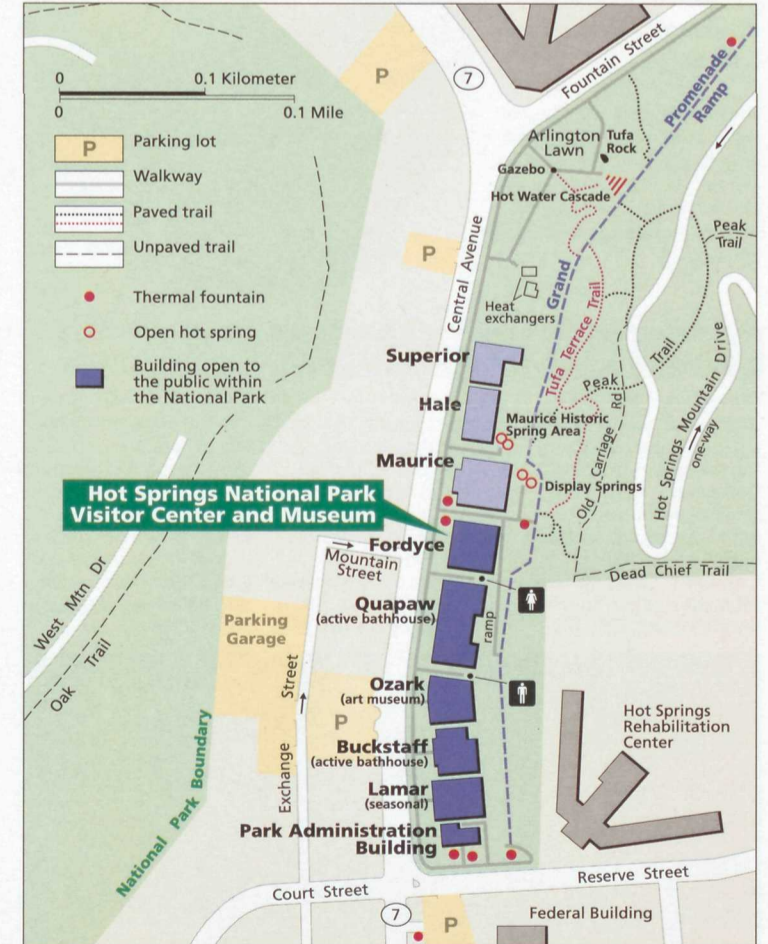 7
Fountain Street
Promenade
Ramp
0
0.1 Kilometer
0
0.1 Mile
P
Parking lot
Walkway
Paved trail
Unpaved trail
Thermal fountain
Open hot spring
Building open to
the public within
the National Park
P
P
Arlington
Lawn
Tufa
Rock
Gazebo
Hot Water Cascade
Central Avenue
Heat
exchangers
Grand
Tufa Terrace Trail
Peak
Trail
Peak
Trail
Superior
Hale
Maurice Historic
Spring Area
Maurice
Display Springs
Old Carriage Rd
Hot Springs Mountain Drive
one-way
Hot Springs National Park
Visitor Center and Museum
Fordyce
Mountain
Street
Dead Chief Trail
West Mtn Dr
Oak Trail
Parking
Garage
Quapaw
(active bathhouse)
ramp
Exchange Street
P
Ozark
(art museum)
Buckstaff
(active bathhouse)
Lamar
(seasonal)
Park Administration
Building
Hot Springs
Rehabilitation
Center
National Park Boundary
Court Street
Reserve Street
7
P
Federal Building